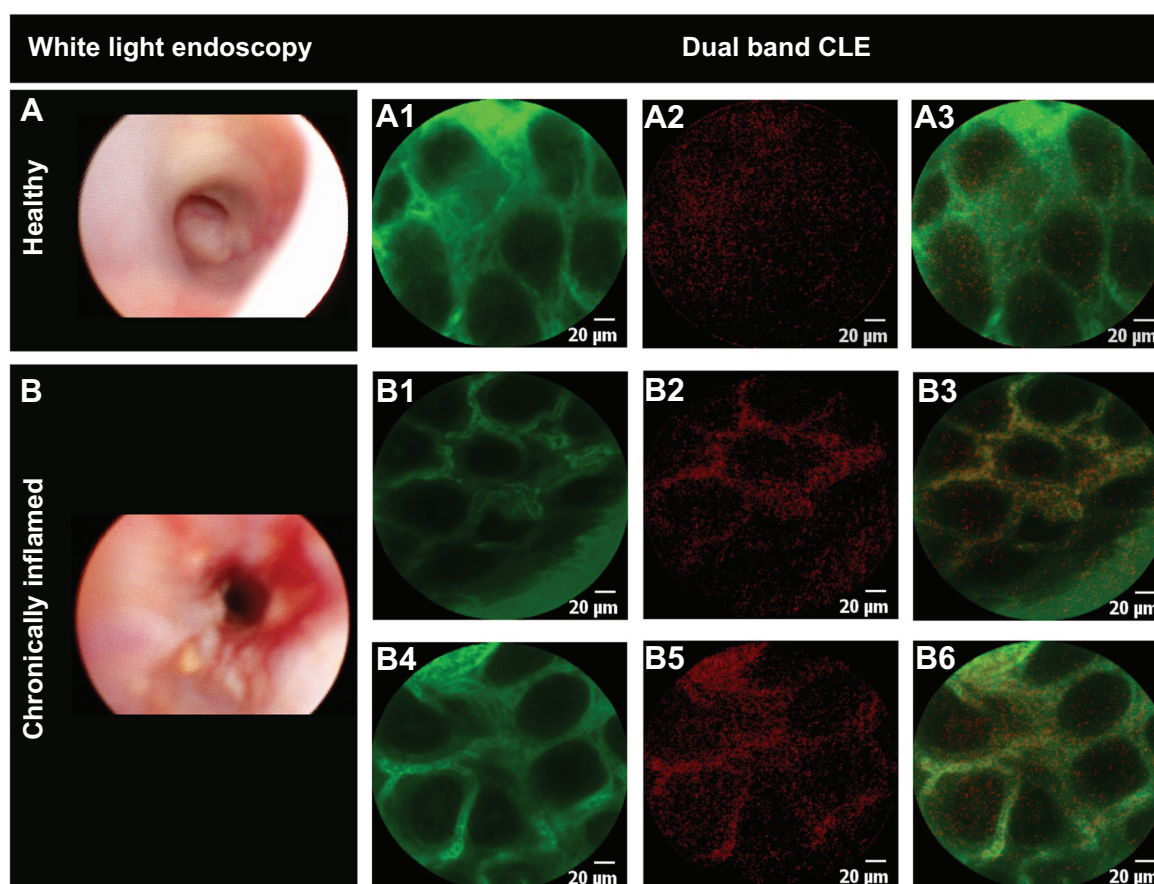 White light endoscopy
Dual band CLE
A
Healthy
A1
20 µm
A2
20 µm
A3
20 µm
B
Chronically inflamed
B1
20 µm
B2
20 µm
B3
20 µm
B4
20 µm
B5
20 µm
B6
20 µm